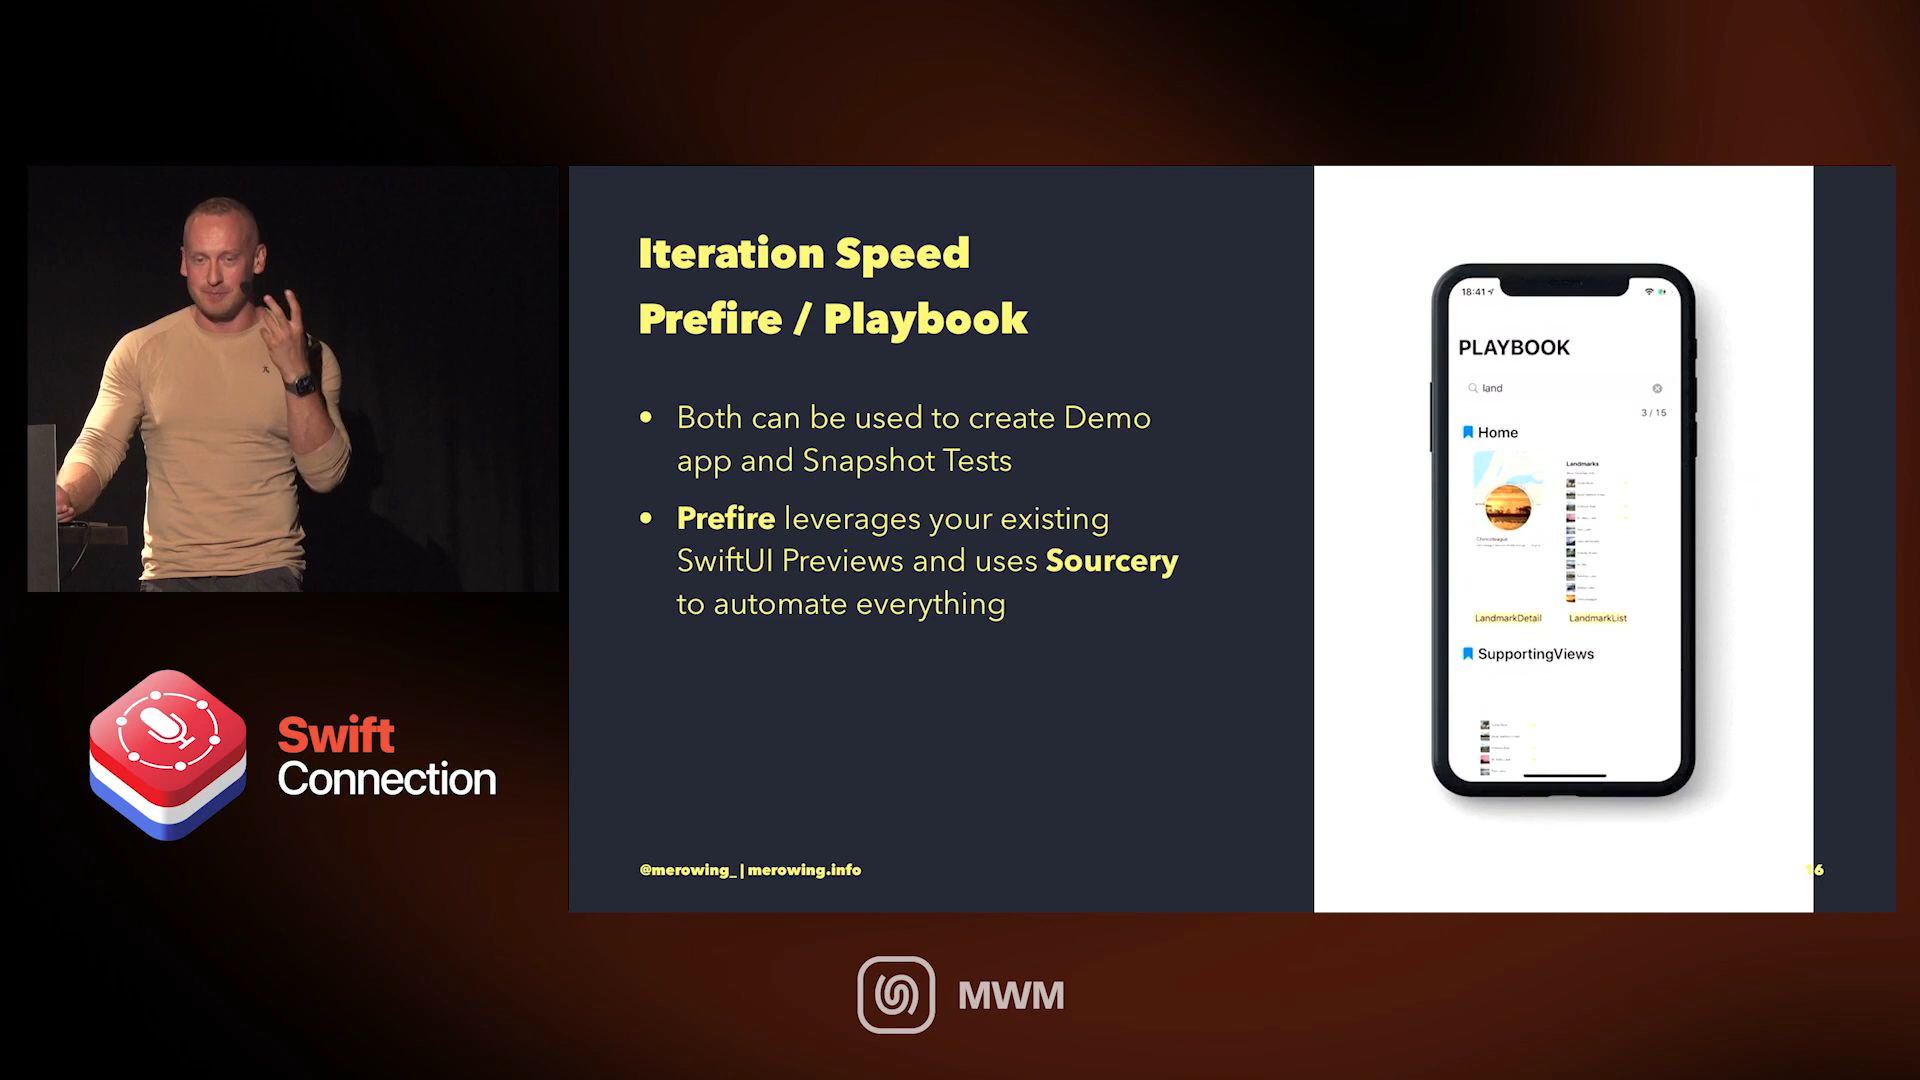 Iteration Speed
Prefire / Playbook
• Both can be used to create Demo
app and Snapshot Tests
• Prefire leverages your existing
SwiftUI Previews and uses Sourcery
to automate everything
@merowing_ | merowing.info
16
18:41
PLAYBOOK
land
3 / 15
Home
Landmarks
LandmarkDetail
LandmarkList
SupportingViews
Swift
Connection
MWM